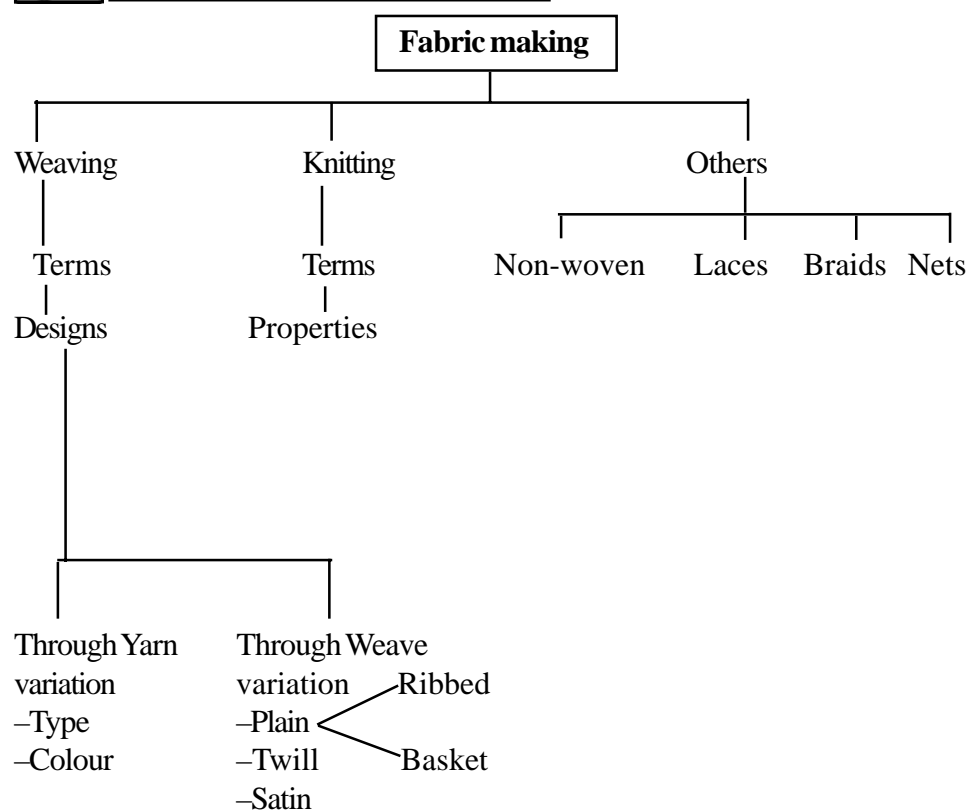 Fabric making
Weaving Knitting Others
Terms Terms Non-woven Laces Braids Nets
Designs Properties
Through Yarn Through Weave
variation variation Ribbed
–Type –Plain
–Colour –Twill Basket
–Satin